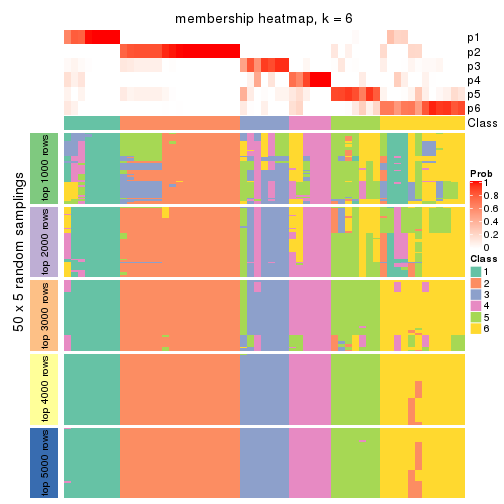 membership heatmap, k = 6
p1
p2
p3
p4
p5
p6
Class
50 x 5 random samplings
top 1000 rows
top 2000 rows
top 3000 rows
top 4000 rows
top 5000 rows
Prob
1
0.8
0.6
0.4
0.2
0
Class
1
2
3
4
5
6